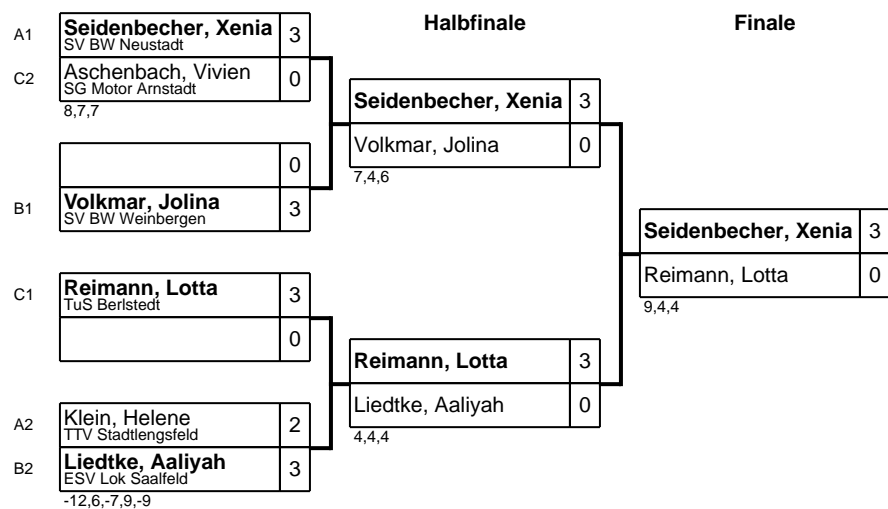 Halbfinale
Finale
A1
Seidenbecher, Xenia 3
SV BW Neustadt
C2
Aschenbach, Vivien 0
SG Motor Arnstadt
8,7,7
0
B1
Volkmar, Jolina 3
SV BW Weinbergen
C1
Reimann, Lotta 3
TuS Berlstedt
0
A2
Klein, Helene 2
TTV Stadtlengsfeld
B2
Liedtke, Aaliyah 3
ESV Lok Saalfeld
-12,6,-7,9,-9
Seidenbecher, Xenia 3
Volkmar, Jolina 0
7,4,6
Reimann, Lotta 3
Liedtke, Aaliyah 0
4,4,4
Seidenbecher, Xenia 3
Reimann, Lotta 0
9,4,4